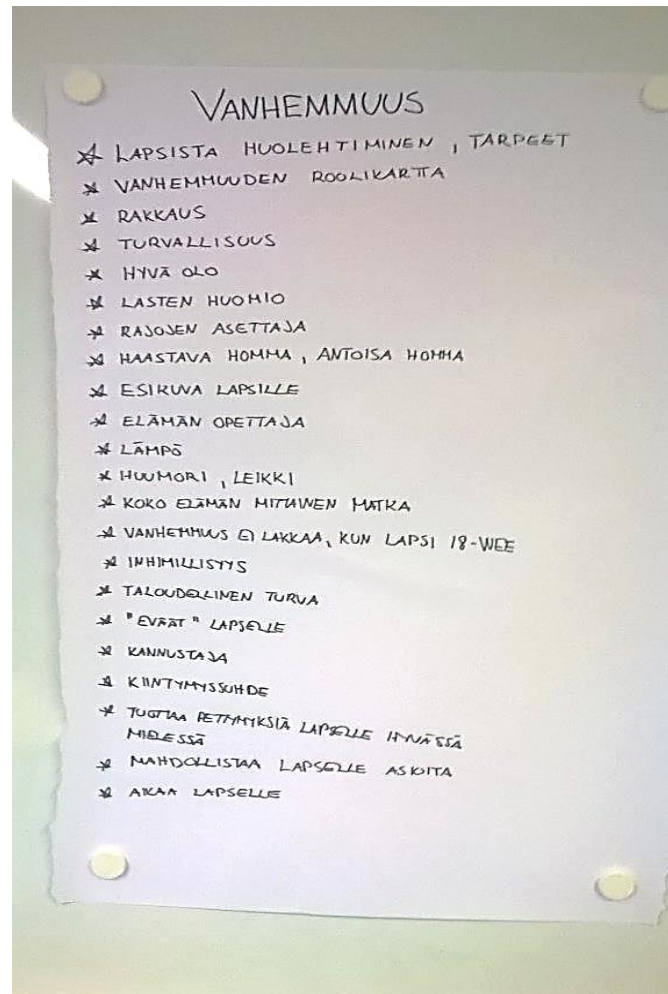 VANHEMMUUS
* LAPSISTA HUOLEHTIMINEN, TARPEET
* VANHEMMUUDEN ROOLIKARTTA
* RAKKAUS
* TURVALLISUUS
* HYVÄ OLO
* LASTEN HUOMIO
* RAJOJEN ASETTAJA
* HAASTAVA HOMMA, ANTOISA HOMMA
* ESIKUVA LAPSILLE
* ELÄMÄN OPETTAJA
* LÄMPÖ
* HUUMORI, LEIKKI
* KOKO ELÄMÄN MITTAINEN MATKA
* VANHEMMUUS EI LAKKAA, KUN LAPSI 18-WEE
* INHIMILLISYYS
* TALOUDELLINEN TURVA
* "EVÄÄT" LAPSELLE
* KANNUSTAJA
* KIINTYMYSSUHDE
* TUOTTAA PETTYMYKSIÄ LAPSELLE HYVÄSSÄ
MIELESSÄ
* MAHDOLLISTAA LAPSELLE ASIOITA
* AIKAA LAPSELLE